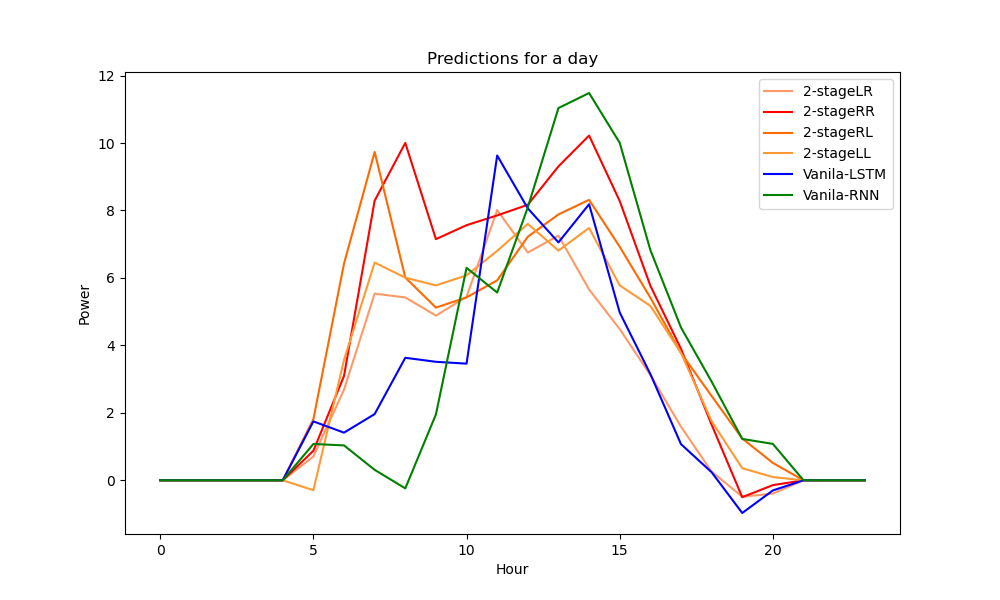 Predictions for a day
12
10
8
6
4
2
0
Power
0 5 10 15 20
Hour
2-stageLR
2-stageRR
2-stageRL
2-stageLL
Vanila-LSTM
Vanila-RNN